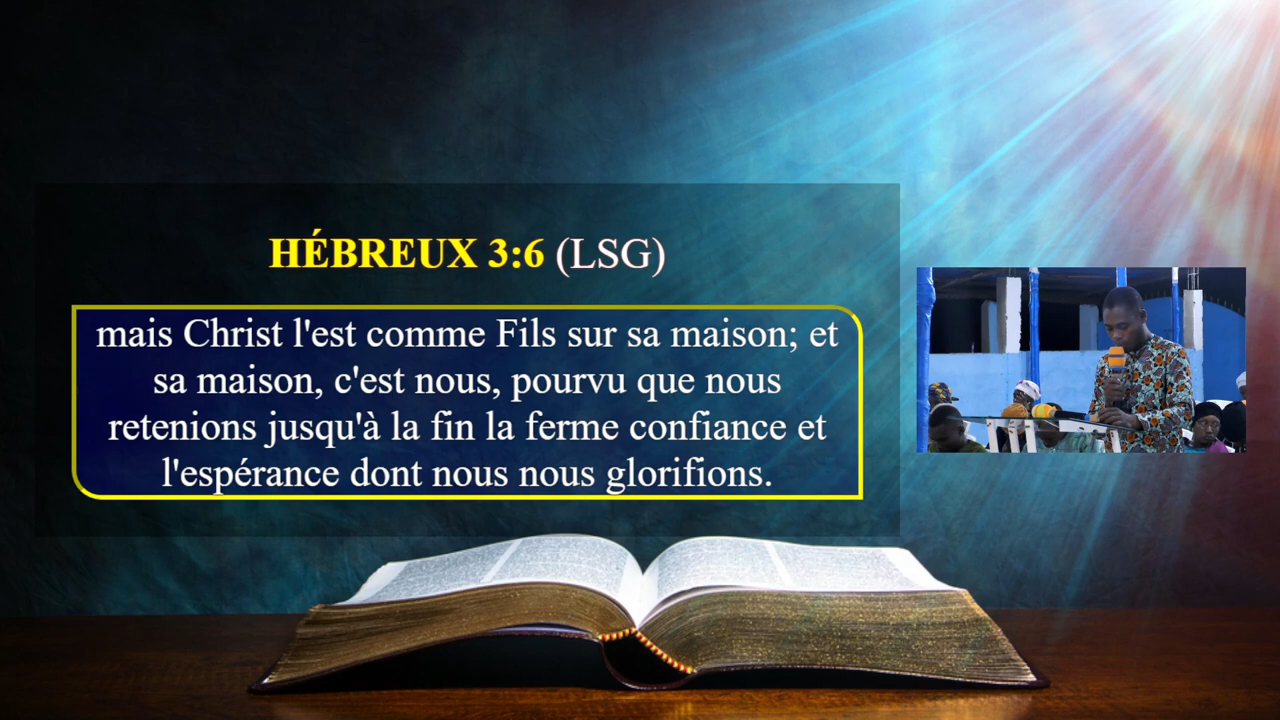 HÉBREUX 3:6 (LSG)
mais Christ l'est comme Fils sur sa maison; et
sa maison, c'est nous, pourvu que nous
retenions jusqu'à la fin la ferme confiance et
l'espérance dont nous nous glorifions.